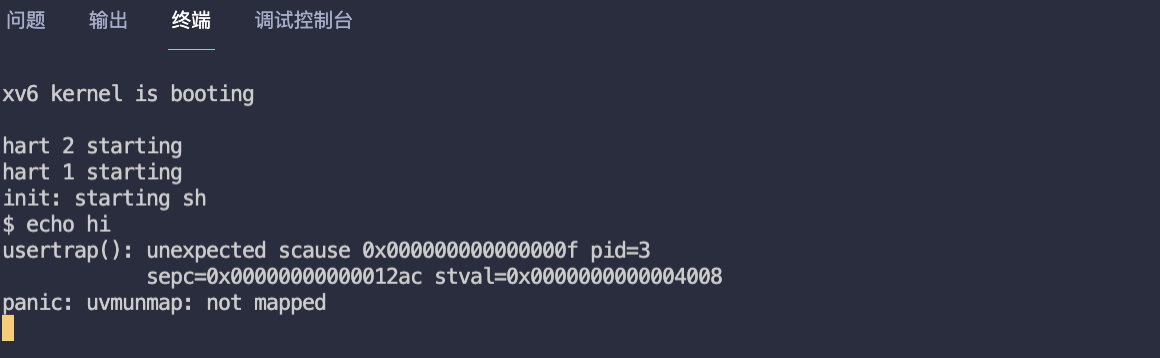 问题 输出 终端 调试控制台
xv6 kernel is booting
hart 2 starting
hart 1 starting
init: starting sh
$ echo hi
usertrap(): unexpected scause 0x000000000000000f pid=3
sepc=0x00000000000012ac stval=0x0000000000004008
panic: uvmunmap: not mapped